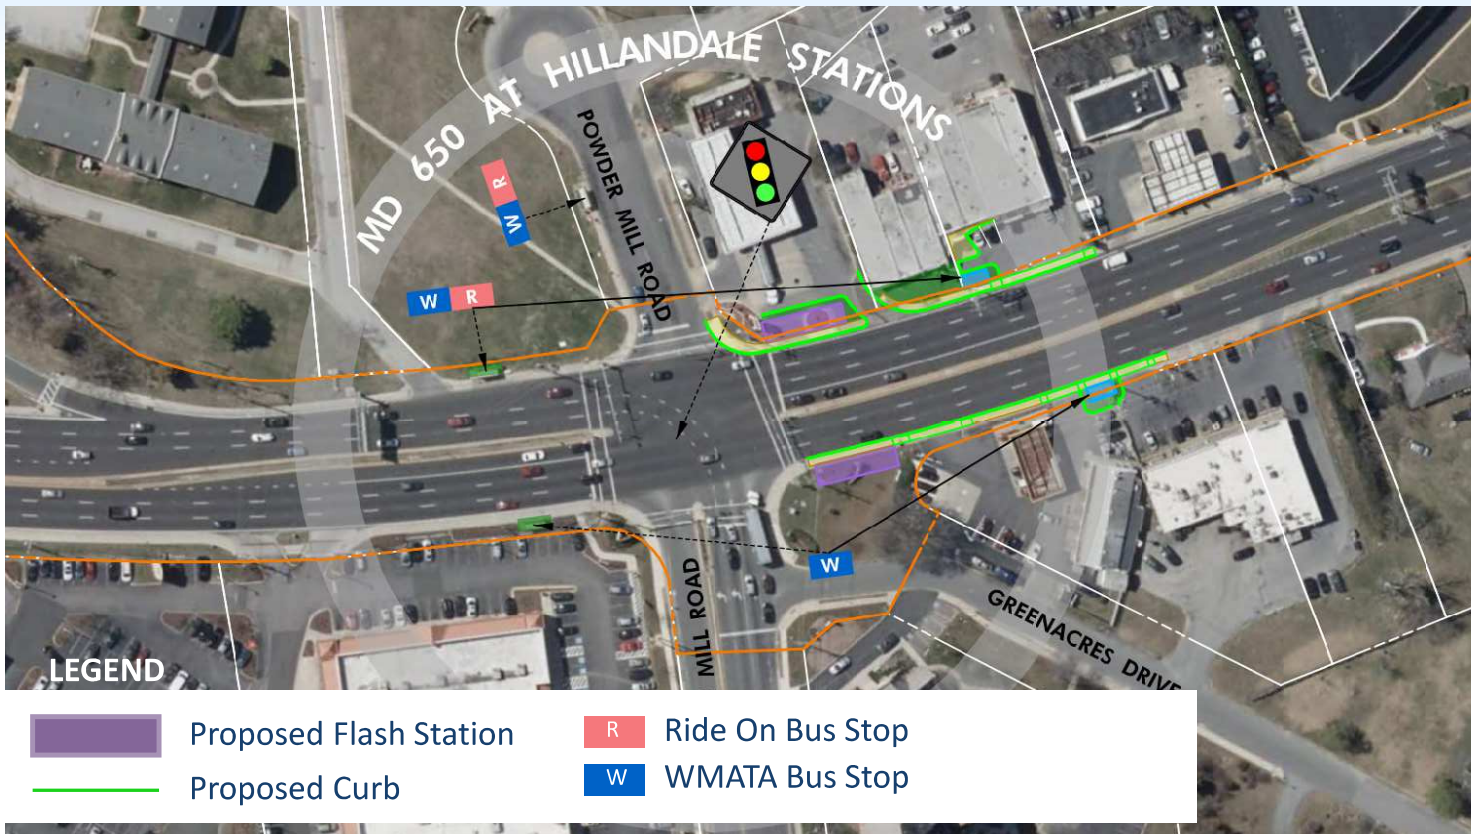 MD 650 AT HILLANDALE STATIONS
POWDER MILL ROAD
R
W
W R
W
MILL ROAD
GREENACRES DRIVE
LEGEND
Proposed Flash Station
R Ride On Bus Stop
Proposed Curb
W WMATA Bus Stop